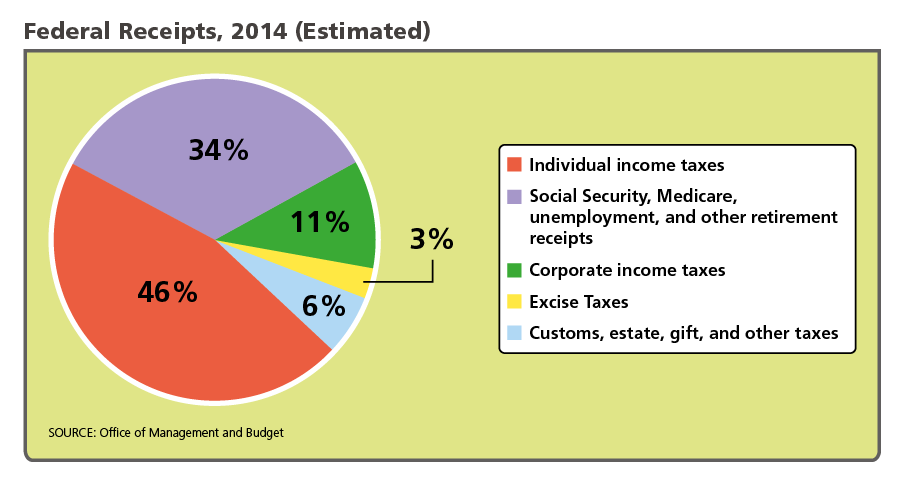 Federal Receipts, 2014 (Estimated)
34%
11%
3%
46%
6%
Individual income taxes
Social Security, Medicare,
unemployment, and other retirement
receipts
Corporate income taxes
Excise Taxes
Customs, estate, gift, and other taxes
SOURCE: Office of Management and Budget